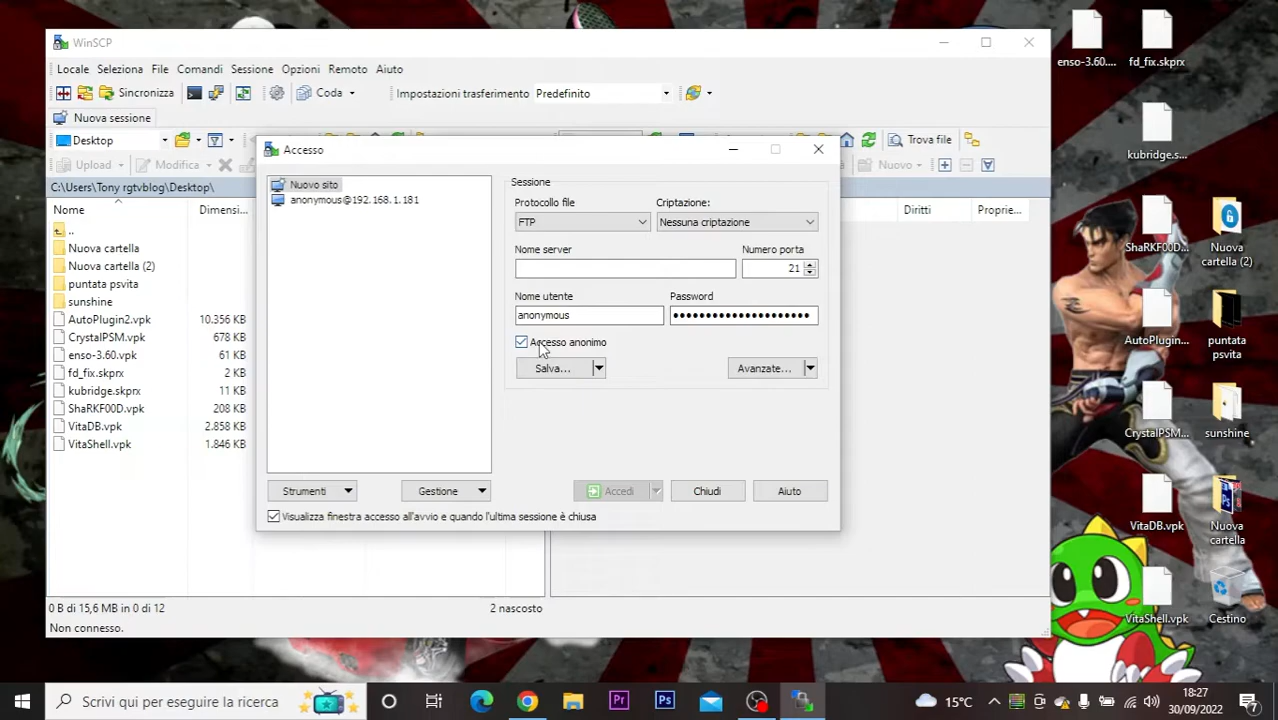 WinSCP
Locale Seleziona File Comandi Sessione Opzioni Remoto Aiuto
Sincronizza
Coda
Impostazioni trasferimento Predefinito
Nuova sessione
Desktop
Trova file
Upload
Modifica
Nuovo
C:\Users\Tony rgtvblog\Desktop\
Nome Dimensi...
Diritti Proprie...
..
Nuova cartella
Nuova cartella (2)
puntata psvita
sunshine
AutoPlugin2.vpk 10.356 KB
CrystalPSM.vpk 678 KB
enso-3.60.vpk 61 KB
fd_fix.skprx 2 KB
kubridge.skprx 11 KB
ShaRKF00D.vpk 208 KB
VitaDB.vpk 2.858 KB
VitaShell.vpk 1.846 KB
Accesso
Nuovo sito
anonymous@192.168.1.181
Sessione
Protocollo file Criptazione:
FTP Nessuna criptazione
Nome server Numero porta
21
Nome utente Password
anonymous ●●●●●●●●●●●●●●●●●●●●●
Accesso anonimo
Salva... Avanzate...
Strumenti Gestione Accedi Chiudi Aiuto
Visualizza finestra accesso all'avvio e quando l'ultima sessione è chiusa
0 B di 15,6 MB in 0 di 12 2 nascosto
Non connesso.
enso-3.60.... fd_fix.skprx
kubridge.s...
ShaRKF00D... Nuova cartella (2)
AutoPlugin... puntata psvita
CrystalPSM... sunshine
VitaDB.vpk Nuova cartella
VitaShell.vpk Cestino
Scrivi qui per eseguire la ricerca
Pr
Ps
15°C
18:27
30/09/2022
7